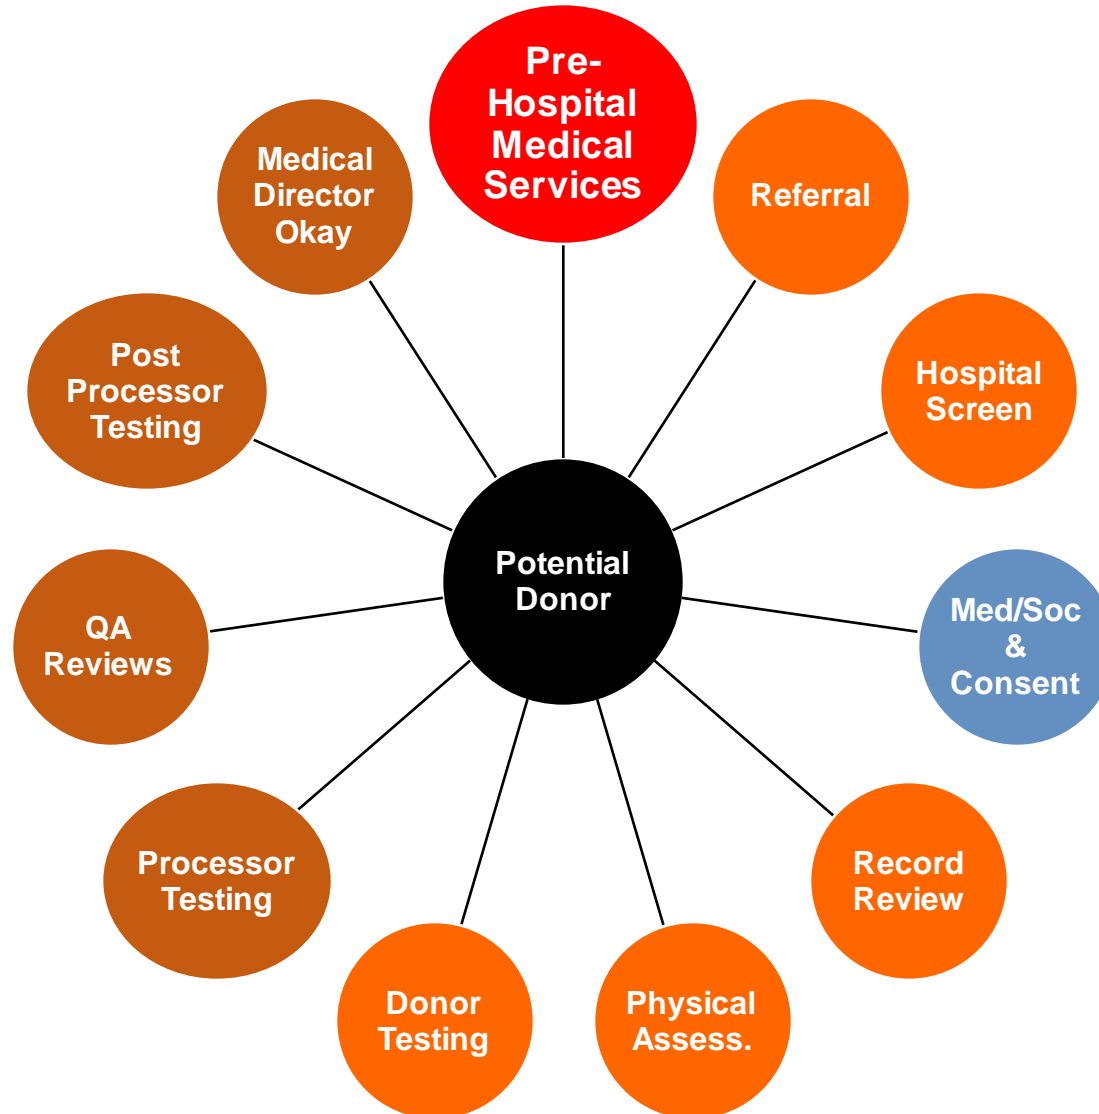 Pre-
Hospital
Medical
Services
Referral
Hospital
Screen
Med/Soc
&
Consent
Record
Review
Physical
Assess.
Donor
Testing
Processor
Testing
QA
Reviews
Post
Processor
Testing
Medical
Director
Okay
Potential
Donor